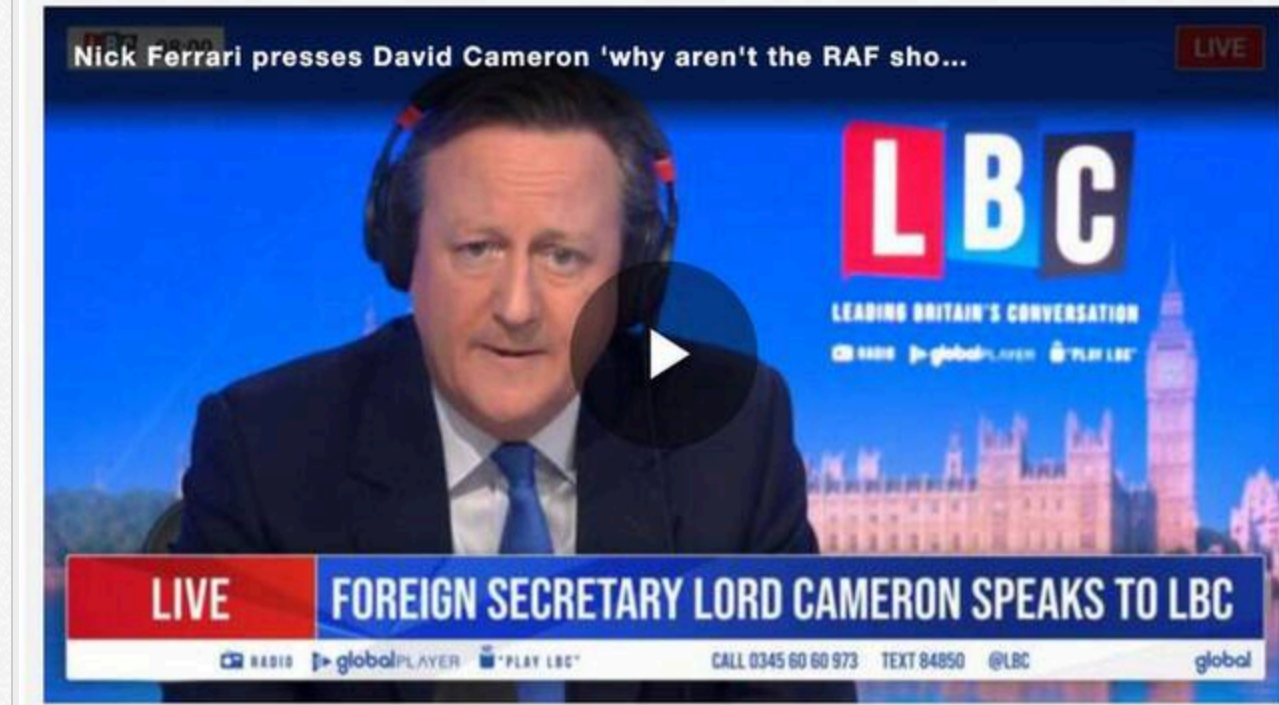 Nick Ferrari presses David Cameron 'why aren't the RAF sho...
LIVE
LBC
LEADING BRITAIN'S CONVERSATION
RADIO globalPLAYER "PLAY LBC"
LIVE
FOREIGN SECRETARY LORD CAMERON SPEAKS TO LBC
RADIO globalPLAYER "PLAY LBC" CALL 0345 60 60 973 TEXT 84850 @LBC global